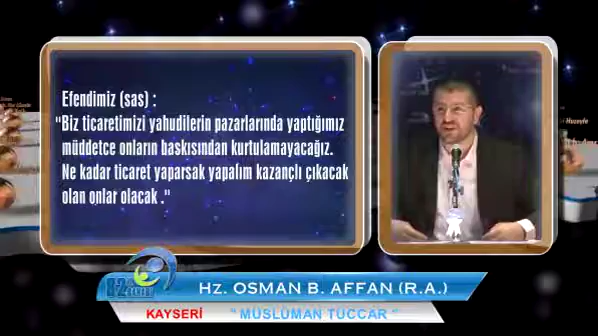 Efendimiz (sas) :
"Biz ticaretimizi yahudilerin pazarlarında yaptığımız
müddetce onların baskısından kurtulamayacağız.
Ne kadar ticaret yaparsak yapalım kazançlı çıkacak
olan onlar olacak ."
Hz. OSMAN B. AFFAN (R.A.)
KAYSERİ " MÜSLÜMAN TÜCCAR "